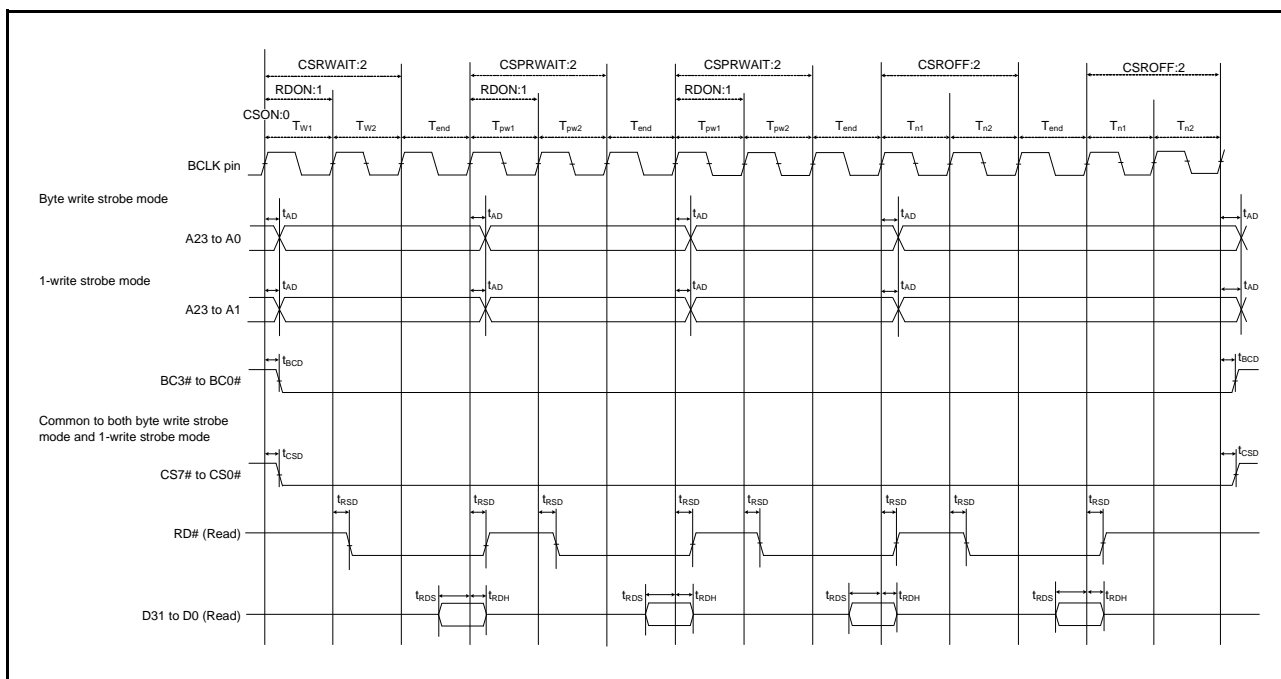 CSRWAIT:2 CSPRWAIT:2 CSPRWAIT:2 CSROFF:2 CSROFF:2
RDON:1 RDON:1 RDON:1
CSON:0
TW1 TW2 Tend Tpw1 Tpw2 Tend Tpw1 Tpw2 Tend Tn1 Tn2 Tend Tn1 Tn2
BCLK pin
Byte write strobe mode
tAD tAD tAD tAD tAD
A23 to A0
1-write strobe mode
tAD tAD tAD tAD tAD
A23 to A1
tBCD tBCD
BC3# to BC0#
Common to both byte write strobe
mode and 1-write strobe mode
tCSD tCSD
CS7# to CS0#
tRSD tRSD tRSD tRSD tRSD tRSD tRSD tRSD
RD# (Read)
tRDS tRDH tRDS tRDH tRDS tRDH tRDS tRDH
D31 to D0 (Read)